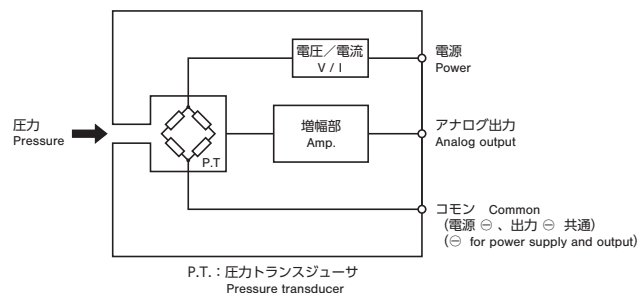 電圧／電流
V / I
電源
Power
圧力
Pressure
増幅部
Amp.
P.T
アナログ出力
Analog output
コモン Common
(電源 ⊖ 、出力 ⊖ 共通)
(⊖ for power supply and output)
P.T.：圧力トランスジューサ
Pressure transducer